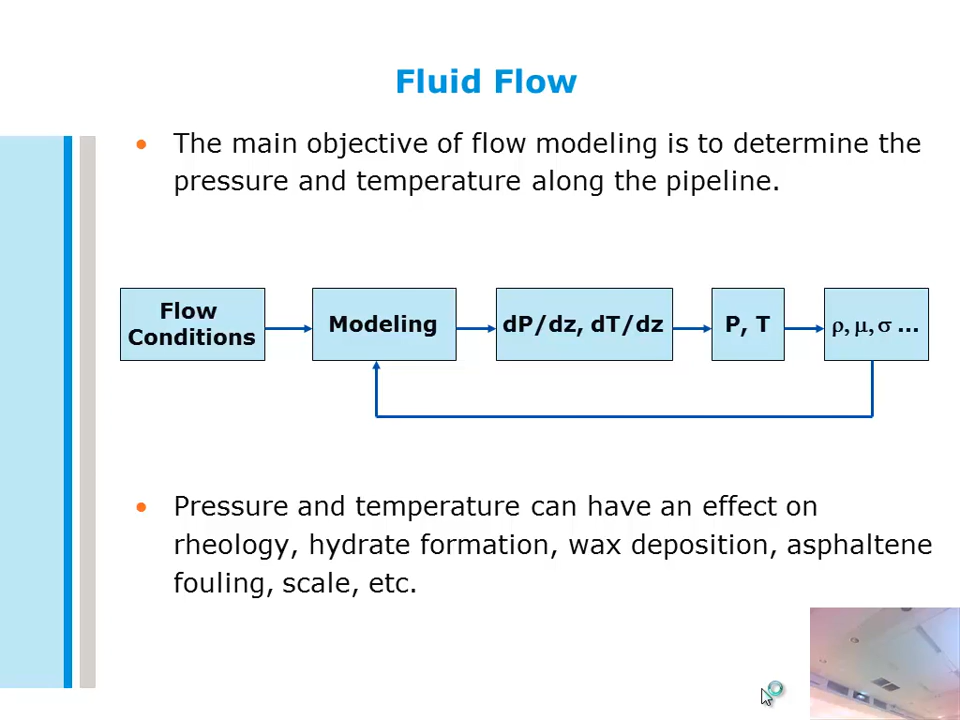 Fluid Flow
• The main objective of flow modeling is to determine the
pressure and temperature along the pipeline.
Flow
Conditions
Modeling
dP/dz, dT/dz
P, T
ρ, μ, σ ...
• Pressure and temperature can have an effect on
rheology, hydrate formation, wax deposition, asphaltene
fouling, scale, etc.